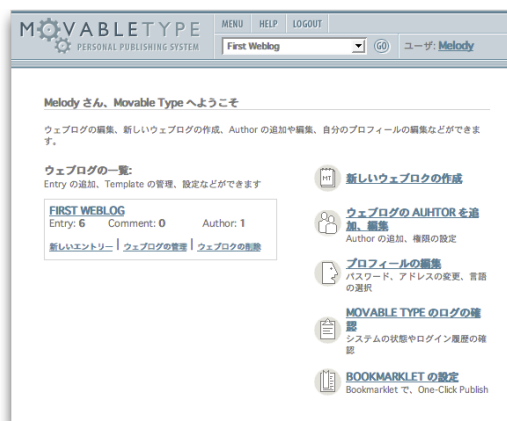 MOVABLETYPE
PERSONAL PUBLISHING SYSTEM
MENU HELP LOGOUT
First Weblog GO ユーザ: Melody
Melody さん、Movable Type へようこそ
ウェブログの編集、新しいウェブログの作成、Author の追加や編集、自分のプロフィールの編集などができま
す。
ウェブログの一覧:
Entry の追加、Template の管理、設定などができます
FIRST WEBLOG
Entry: 6 Comment: 0 Author: 1
新しいエントリー | ウェブログの管理 | ウェブログの削除
MT
新しいウェブログの作成
ウェブログの AUHTOR を追
加、編集
Author の追加、権限の設定
プロフィールの編集
パスワード、アドレスの変更、言語
の選択
MOVABLE TYPE のログの確
認
システムの状態やログイン履歴の確
認
BOOKMARKLET の設定
Bookmarklet で、One-Click Publish